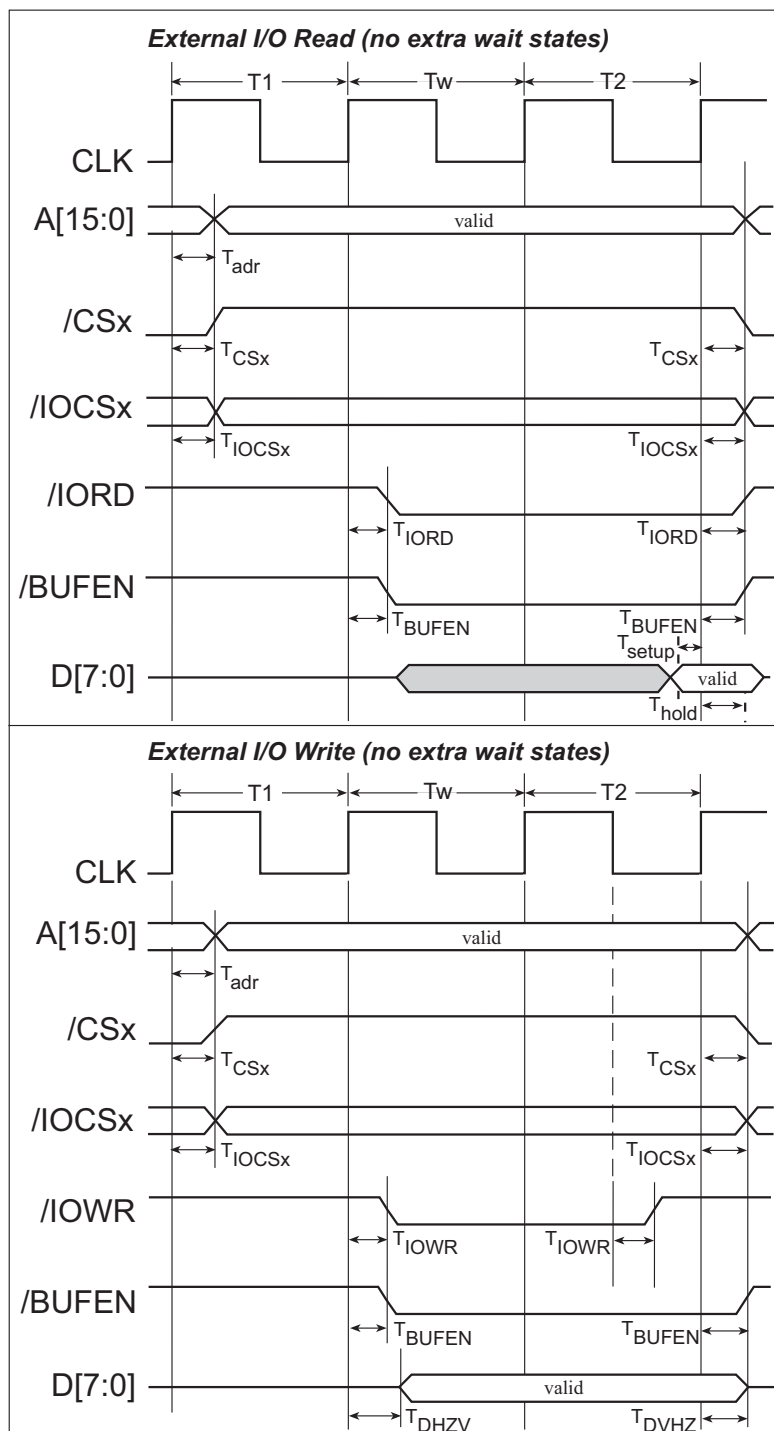 External I/O Read (no extra wait states)
T1 Tw T2
CLK
A[15:0] valid
Tadr
/CSx
TCSx TCSx
/IOCSx
TIOCSx TIOCSx
/IORD
TIORD TIORD
/BUFEN
TBUFEN TBUFEN
Tsetup
D[7:0] valid
Thold
External I/O Write (no extra wait states)
T1 Tw T2
CLK
A[15:0] valid
Tadr
/CSx
TCSx TCSx
/IOCSx
TIOCSx TIOCSx
/IOWR
TIOWR TIOWR
/BUFEN
TBUFEN TBUFEN
D[7:0] valid
TDHZV TDVHZ